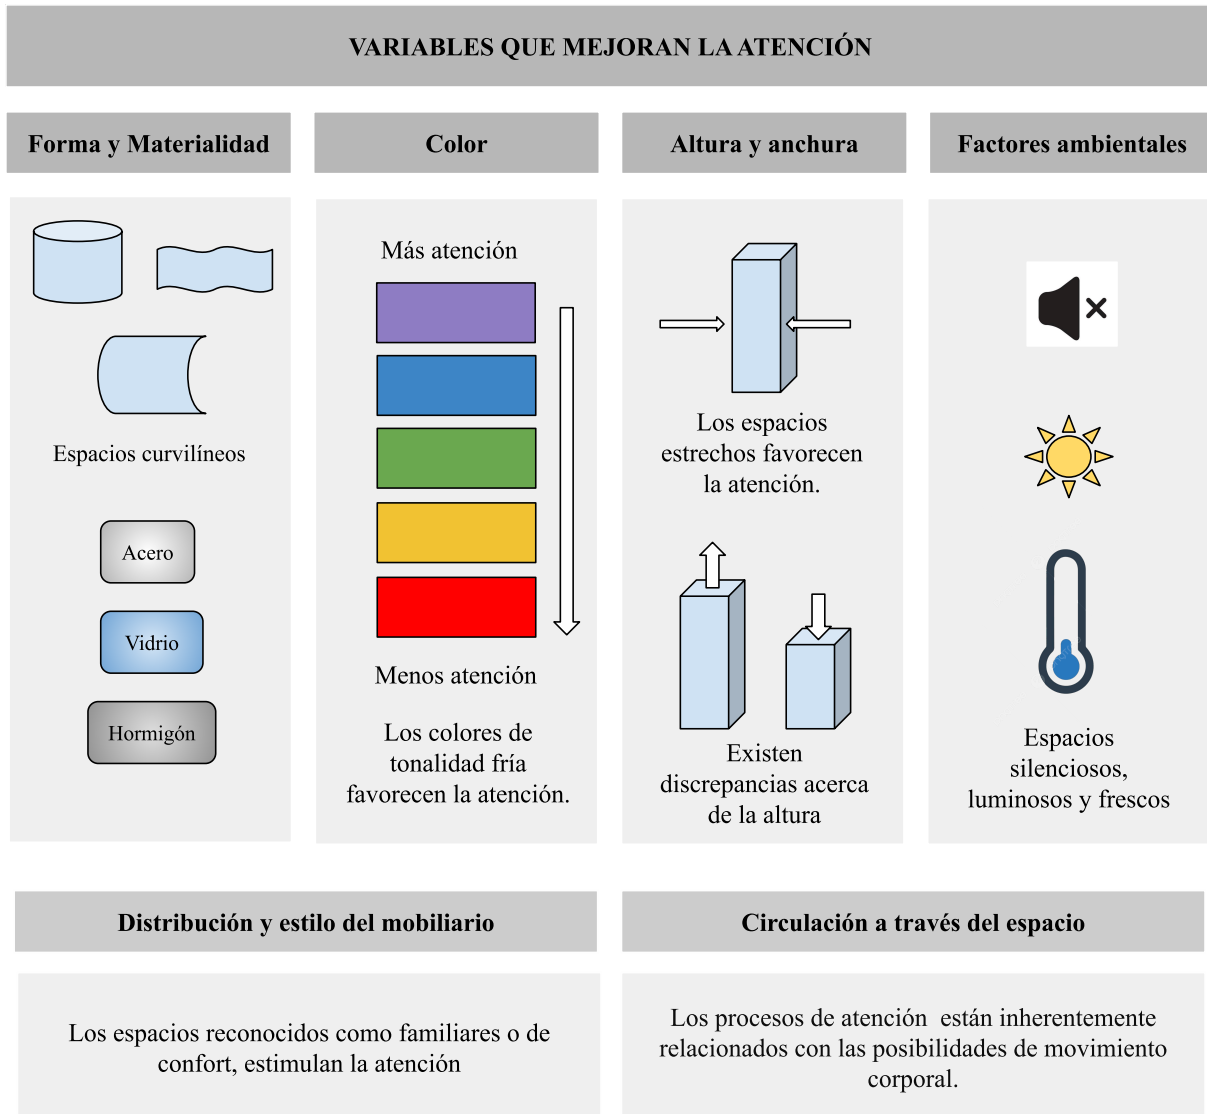 VARIABLES QUE MEJORAN LA ATENCIÓN
Forma y Materialidad
Espacios curvilíneos
Acero
Vidrio
Hormigón
Color
Más atención
Menos atención
Los colores de
tonalidad fría
favorecen la atención.
Altura y anchura
Los espacios
estrechos favorecen
la atención.
Existen
discrepancias acerca
de la altura
Factores ambientales
Espacios
silenciosos,
luminosos y frescos
Distribución y estilo del mobiliario
Los espacios reconocidos como familiares o de
confort, estimulan la atención
Circulación a través del espacio
Los procesos de atención  están inherentemente
relacionados con las posibilidades de movimiento
corporal.